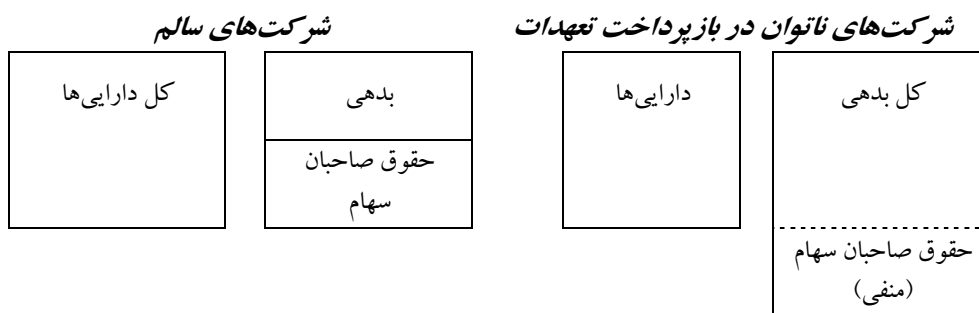 شرکت‌های ناتوان در بازپرداخت تعهدات
شرکت‌های سالم
کل بدهی
دارایی‌ها
بدهی
کل دارایی‌ها
حقوق صاحبان
سهام
حقوق صاحبان سهام
(منفی)